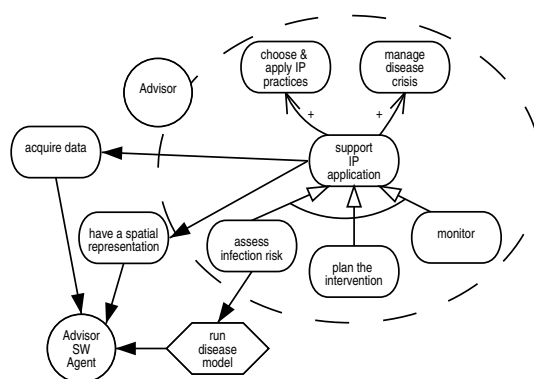 choose &
apply IP
practices
manage
disease
crisis
Advisor
+
+
support
IP
application
acquire data
have a spatial
representation
assess
infection risk
monitor
plan the
intervention
Advisor
SW
Agent
run
disease
model